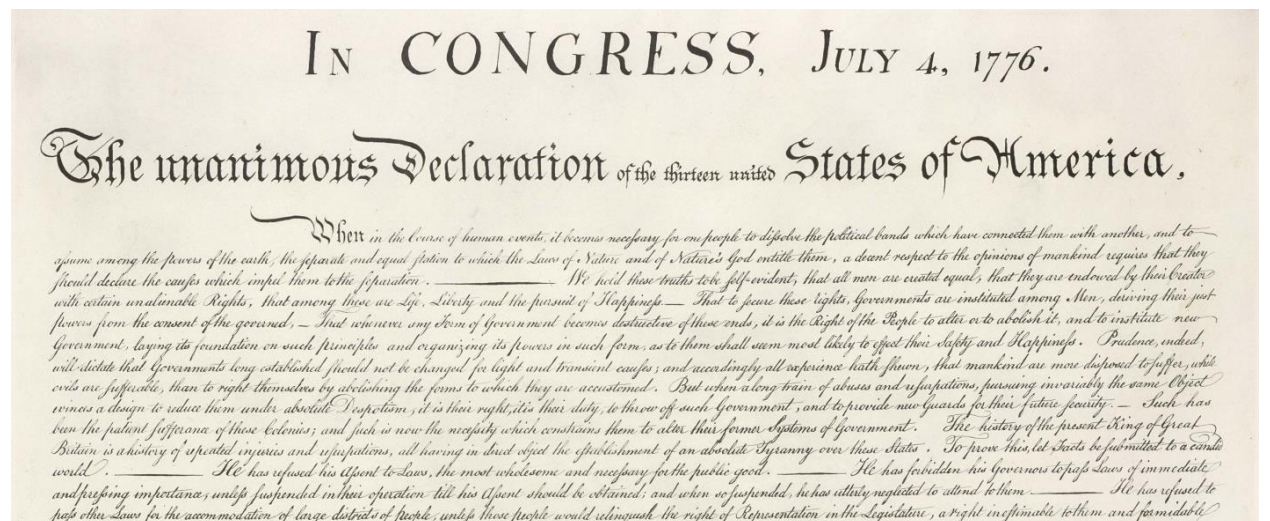 IN CONGRESS, JULY 4, 1776.
The unanimous Declaration of the thirteen united States of America,
When in the Course of human events, it becomes necessary for one people to dissolve the political bands which have connected them with another, and to
assume among the powers of the earth, the separate and equal station to which the Laws of Nature and of Nature's God entitle them, a decent respect to the opinions of mankind requires that they
should declare the causes which impel them to the separation. — We hold these truths to be self-evident, that all men are created equal, that they are endowed by their Creator
with certain unalienable Rights, that among these are Life, Liberty and the pursuit of Happiness — That to secure these rights, Governments are instituted among Men, deriving their just
powers from the consent of the governed, — That whenever any Form of Government becomes destructive of these ends, it is the Right of the People to alter or to abolish it, and to institute new
Government, laying its foundation on such principles and organizing its powers in such form, as to them shall seem most likely to effect their Safety and Happiness. Prudence, indeed,
will dictate that Governments long established should not be changed for light and transient causes; and accordingly all experience hath shewn, that mankind are more disposed to suffer, while
evils are sufferable, than to right themselves by abolishing the forms to which they are accustomed. But when a long train of abuses and usurpations, pursuing invariably the same Object
evinces a design to reduce them under absolute Despotism, it is their right, it is their duty, to throw off such Government, and to provide new Guards for their future security. — Such has
been the patient sufferance of these Colonies; and such is now the necessity which constrains them to alter their former Systems of Government. The history of the present King of Great
Britain is a history of repeated injuries and usurpations, all having in direct object the establishment of an absolute Tyranny over these States. To prove this, let Facts be submitted to a candid
world. — He has refused his Assent to Laws, the most wholesome and necessary for the public good. — He has forbidden his Governors to pass Laws of immediate
and pressing importance, unless suspended in their operation till his Assent should be obtained; and when so suspended, he has utterly neglected to attend to them — He has refused to
pass other Laws for the accommodation of large districts of people, unless those people would relinquish the right of Representation in the Legislature, a right inestimable to them and formidable